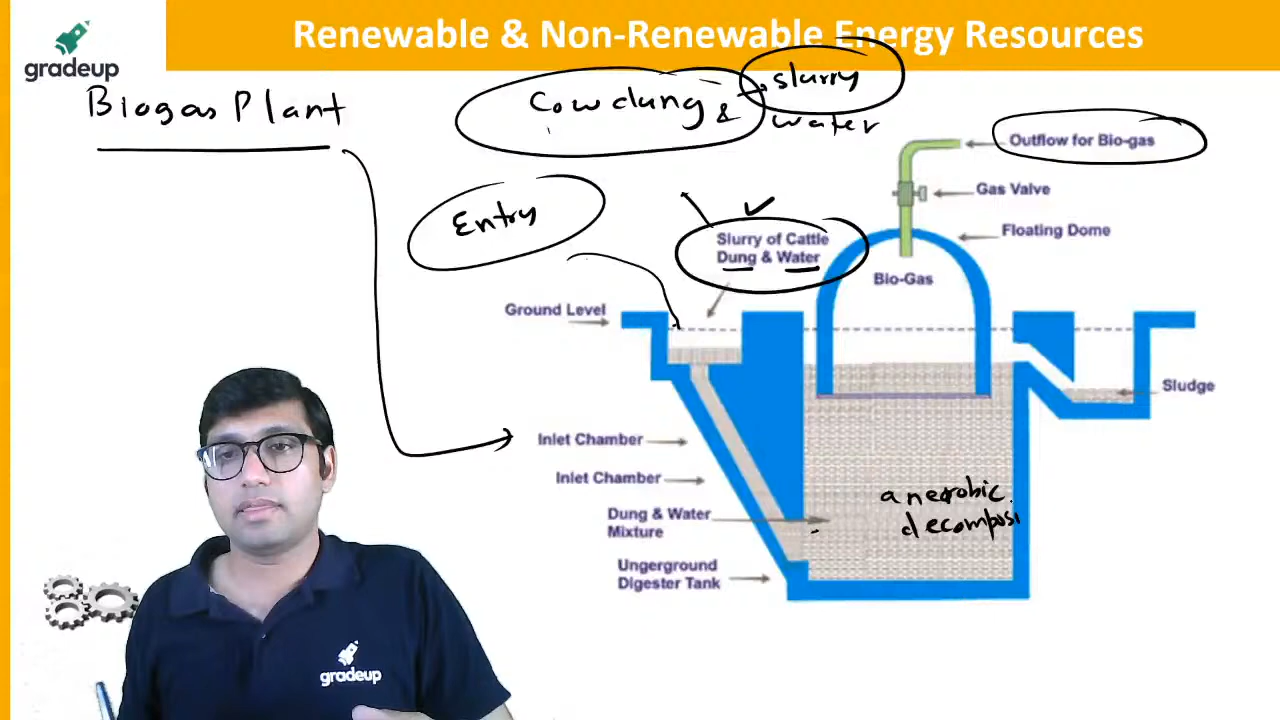 Renewable & Non-Renewable Energy Resources
gradeup
Biogas Plant
Cowdung &
slurry
water
Outflow for Bio-gas
Gas Valve
Entry
Slurry of Cattle
Dung & Water
Floating Dome
Bio-Gas
Ground Level
Sludge
Inlet Chamber
Inlet Chamber
Dung & Water
Mixture
anerobic
decomposi
Ungerground
Digester Tank
gradeup